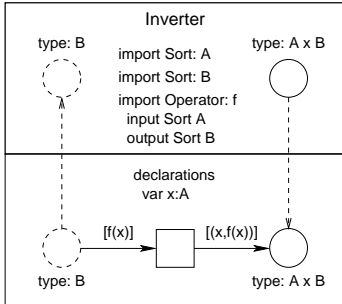 Inverter
type: B
type: A x B
import Sort: A
import Sort: B
import Operator: f
input Sort A
output Sort B
declarations
var x:A
[f(x)]
[(x,f(x))]
type: B
type: A x B